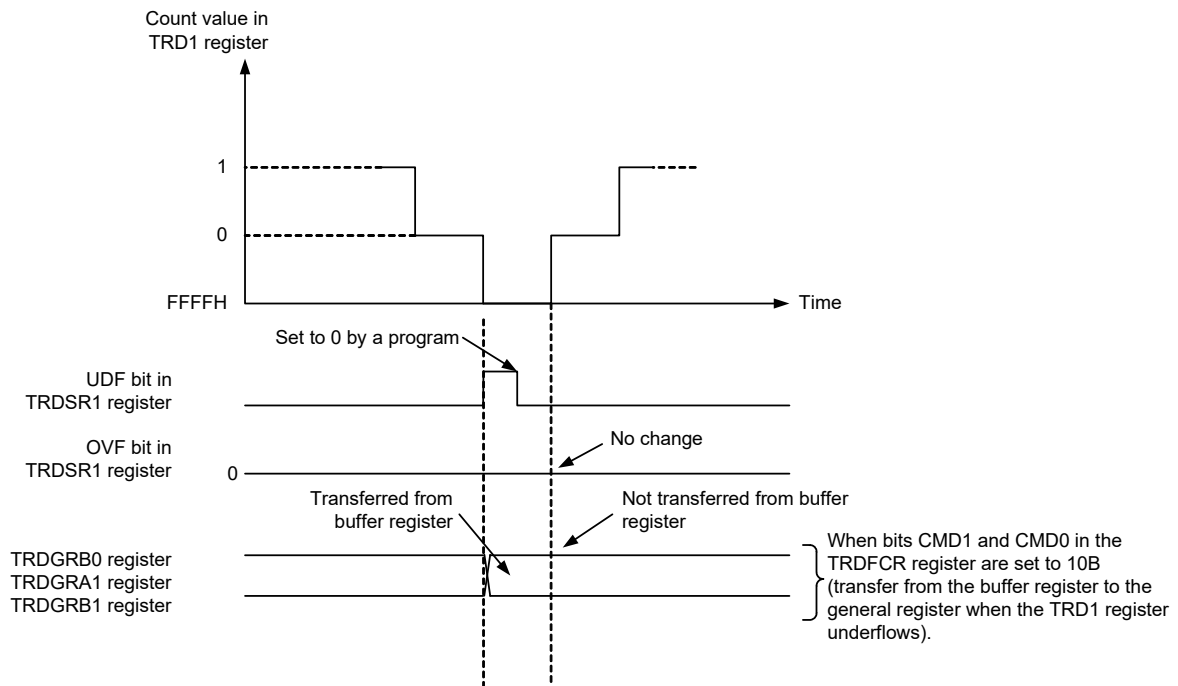 Count value in
TRD1 register
1
0
FFFFH
Time
Set to 0 by a program
UDF bit in
TRDSR1 register
No change
OVF bit in
TRDSR1 register
0
Transferred from
buffer register
Not transferred from buffer
register
TRDGRB0 register
TRDGRA1 register
TRDGRB1 register
When bits CMD1 and CMD0 in the
TRDFCR register are set to 10B
(transfer from the buffer register to the
general register when the TRD1 register
underflows).